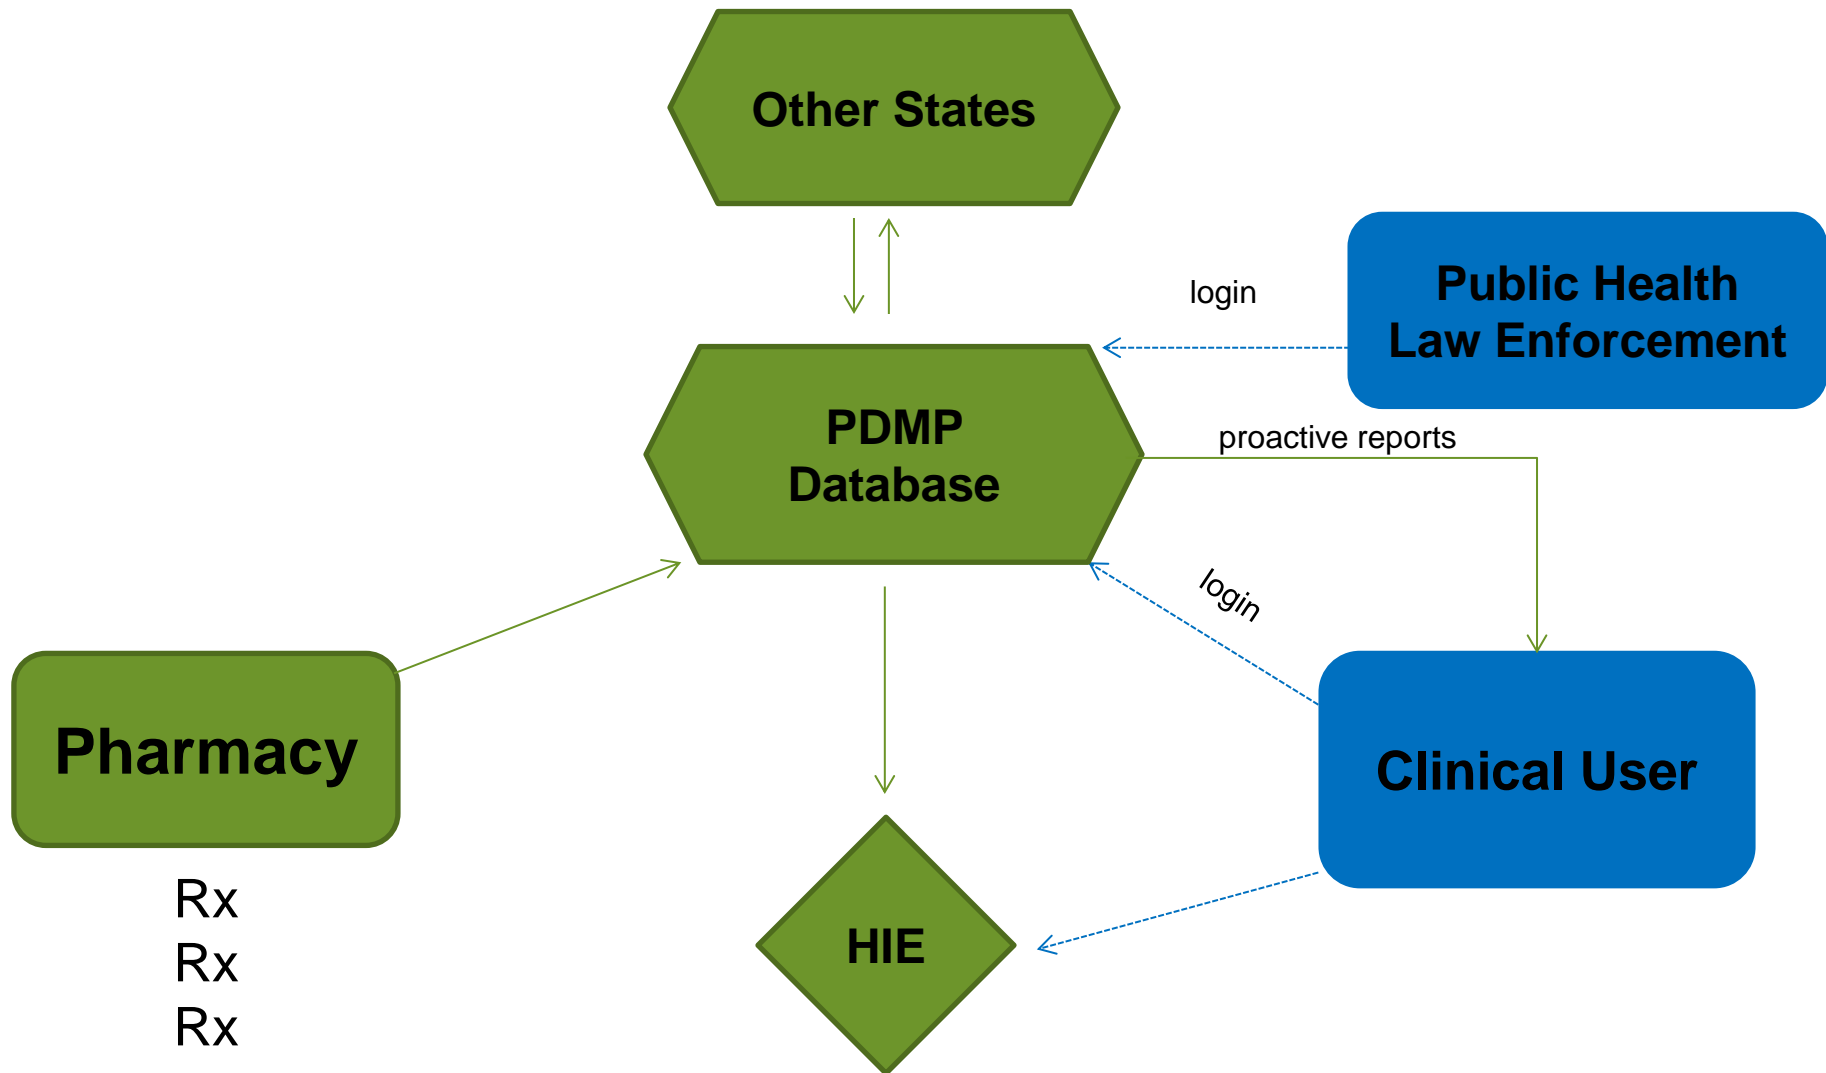 Other States
login
Public Health
Law Enforcement
PDMP
Database
proactive reports
login
Pharmacy
Clinical User
Rx
Rx
Rx
HIE